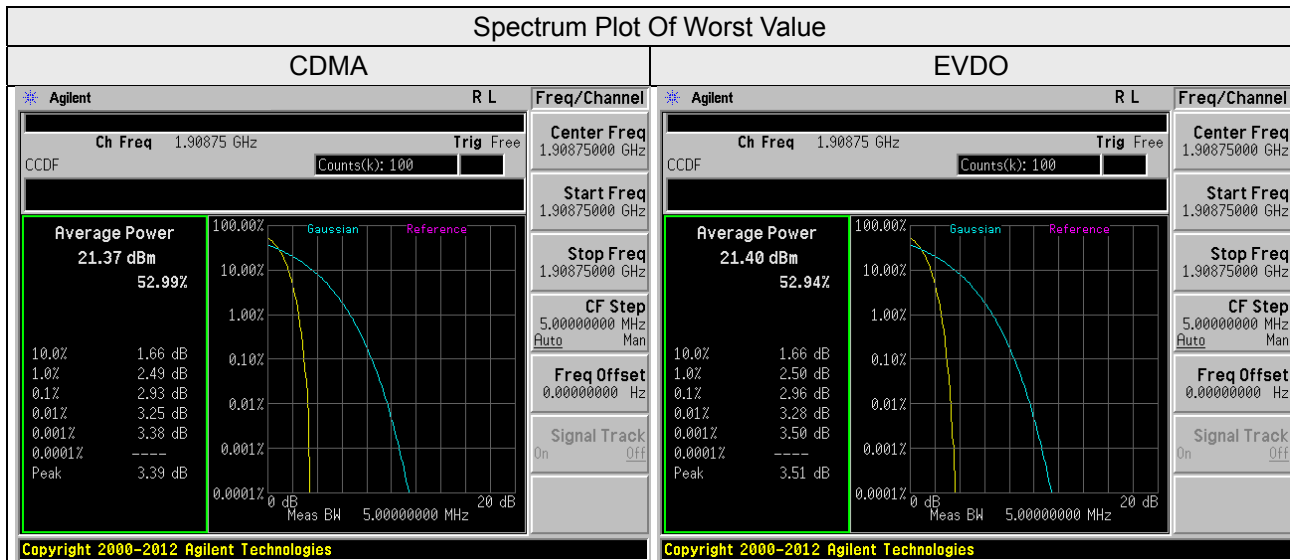 Spectrum Plot Of Worst Value
CDMA
Agilent
R L
Freq/Channel
Ch Freq 1.90875 GHz
Trig Free
CCDF
Counts(k): 100
Center Freq
1.90875000 GHz
Start Freq
1.90875000 GHz
Stop Freq
1.90875000 GHz
CF Step
5.00000000 MHz
Auto Man
Freq Offset
0.00000000 Hz
Signal Track
On Off
Average Power
21.37 dBm
52.99%
10.0% 1.66 dB
1.0% 2.49 dB
0.1% 2.93 dB
0.01% 3.25 dB
0.001% 3.38 dB
0.0001% ----
Peak 3.39 dB
Gaussian Reference
100.00%
10.00%
1.00%
0.10%
0.01%
0.001%
0.0001%
0 dB 20 dB
Meas BW 5.00000000 MHz
Copyright 2000-2012 Agilent Technologies
EVDO
Agilent
R L
Freq/Channel
Ch Freq 1.90875 GHz
Trig Free
CCDF
Counts(k): 100
Center Freq
1.90875000 GHz
Start Freq
1.90875000 GHz
Stop Freq
1.90875000 GHz
CF Step
5.00000000 MHz
Auto Man
Freq Offset
0.00000000 Hz
Signal Track
On Off
Average Power
21.40 dBm
52.94%
10.0% 1.66 dB
1.0% 2.50 dB
0.1% 2.96 dB
0.01% 3.28 dB
0.001% 3.50 dB
0.0001% ----
Peak 3.51 dB
Gaussian Reference
100.00%
10.00%
1.00%
0.10%
0.01%
0.001%
0.0001%
0 dB 20 dB
Meas BW 5.00000000 MHz
Copyright 2000-2012 Agilent Technologies